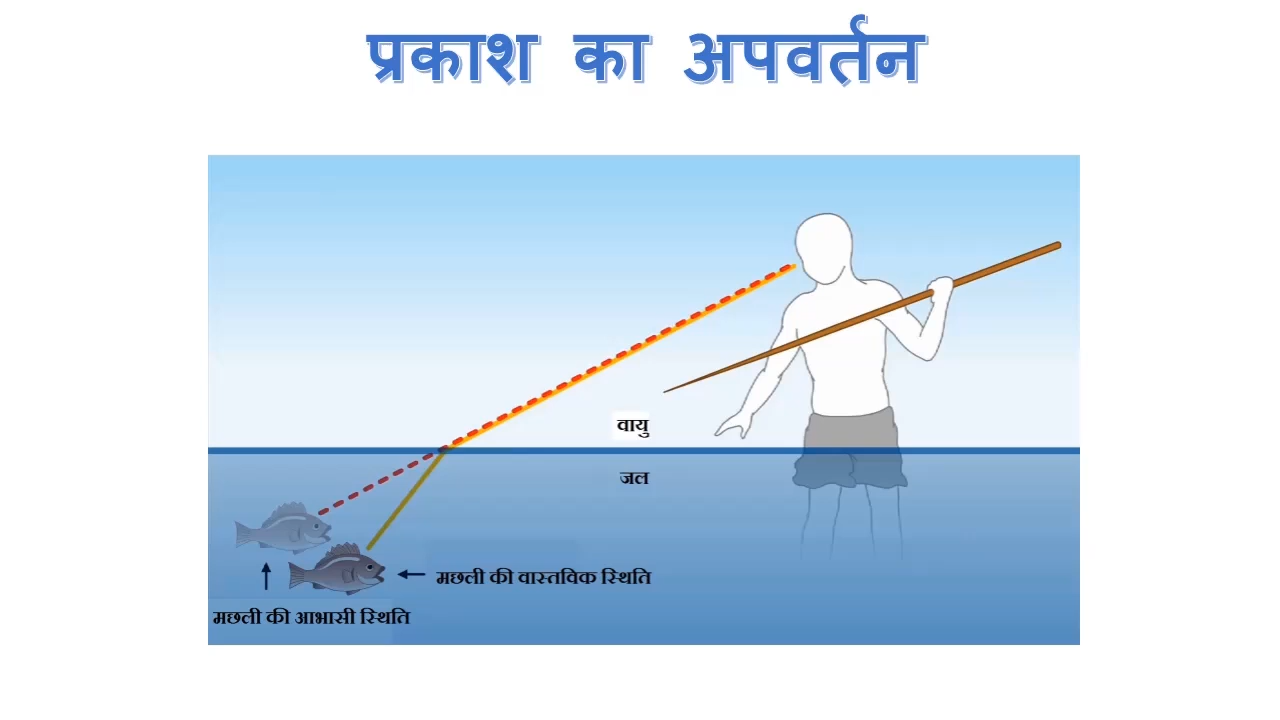 प्रकाश का अपवर्तन
वायु
जल
मछली की वास्तविक स्थिति
मछली की आभासी स्थिति